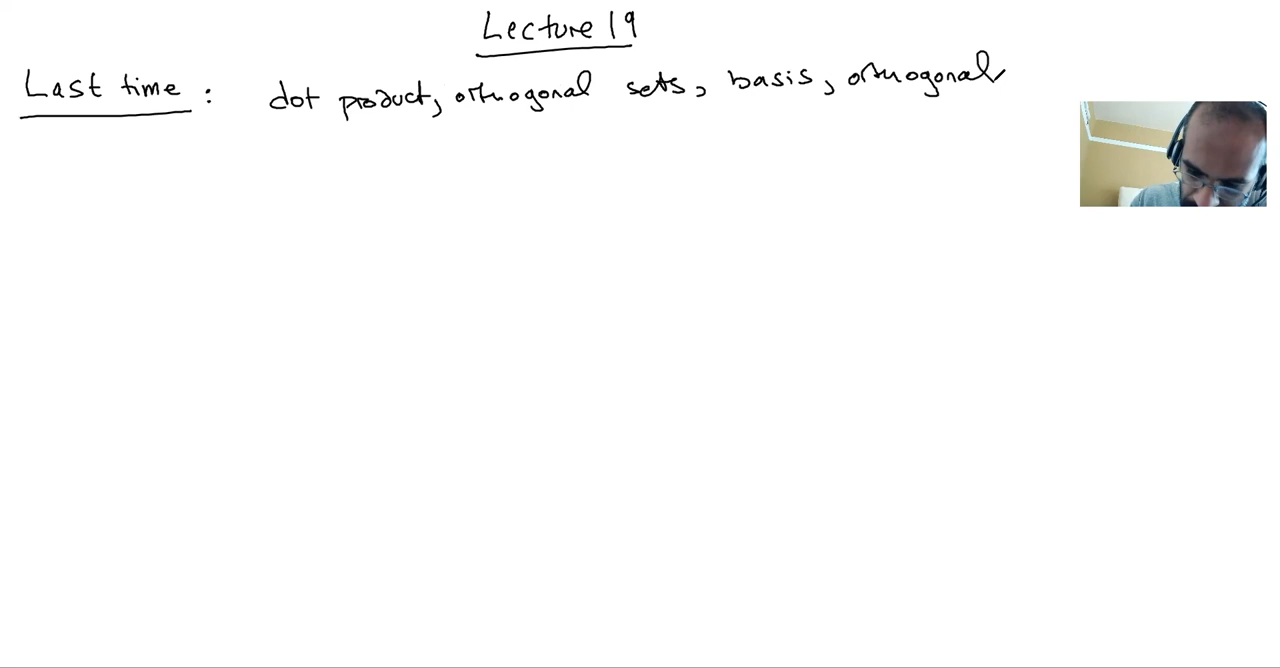 Lecture 19
Last time : dot product, orthogonal sets, basis, orthogonal